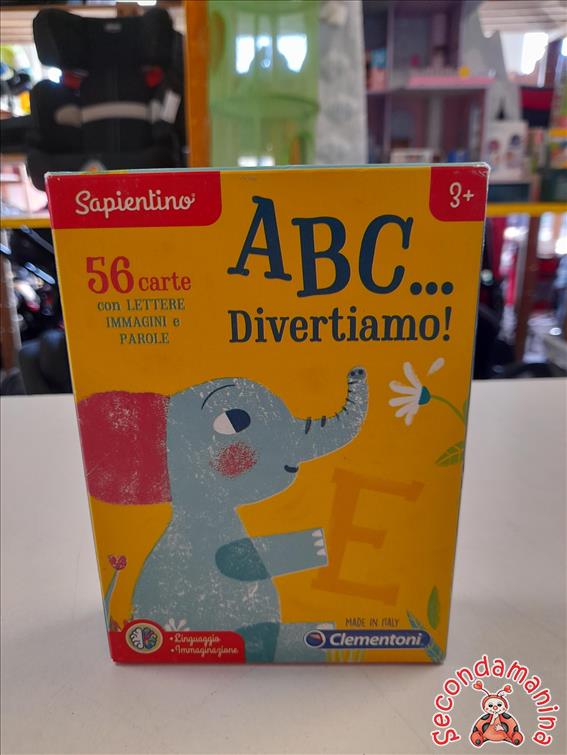 Sapientino
3+
ABC...
Divertiamo!
56 carte
con LETTERE
IMMAGINI e
PAROLE
E
MADE IN ITALY
Clementoni
• Linguaggio
• Immaginazione
Secondamanina